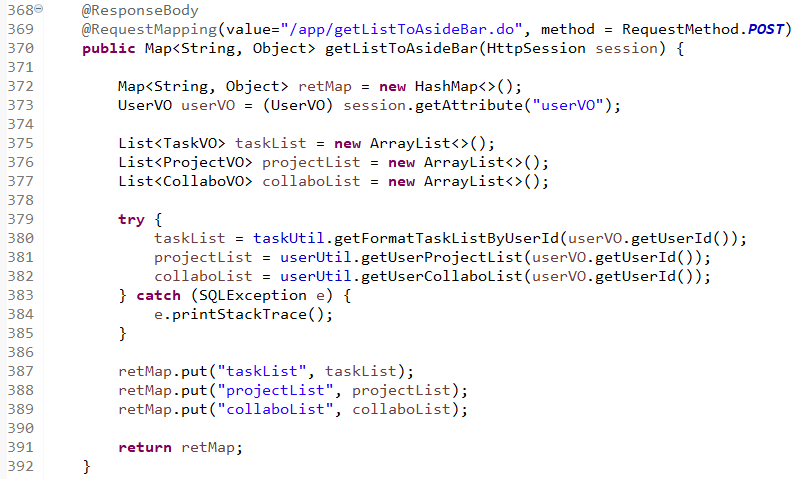 368 @ResponseBody
369 @RequestMapping(value="/app/getListToAsideBar.do", method = RequestMethod.POST)
370 public Map<String, Object> getListToAsideBar(HttpSession session) {
371
372 Map<String, Object> retMap = new HashMap<>();
373 UserVO userVO = (UserVO) session.getAttribute("userVO");
374
375 List<TaskVO> taskList = new ArrayList<>();
376 List<ProjectVO> projectList = new ArrayList<>();
377 List<CollaboVO> collaboList = new ArrayList<>();
378
379 try {
380 taskList = taskUtil.getFormatTaskListByUserId(userVO.getUserId());
381 projectList = userUtil.getUserProjectList(userVO.getUserId());
382 collaboList = userUtil.getUserCollaboList(userVO.getUserId());
383 } catch (SQLException e) {
384 e.printStackTrace();
385 }
386
387 retMap.put("taskList", taskList);
388 retMap.put("projectList", projectList);
389 retMap.put("collaboList", collaboList);
390
391 return retMap;
392 }